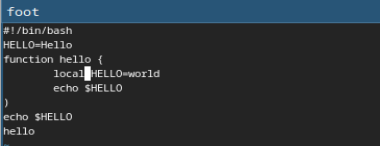 foot
#!/bin/bash
HELLO=Hello
function hello {
        local HELLO=world
        echo $HELLO
}
echo $HELLO
hello
~